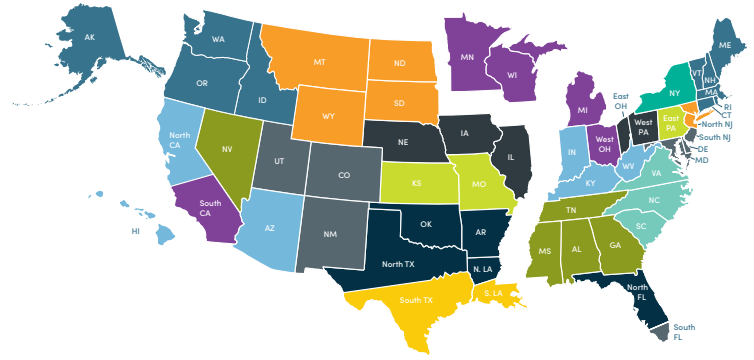 AK
WA
OR
ID
MT
ND
SD
WY
MN
WI
MI
ME
VT
NH
MA
NY
RI
CT
North NJ
South NJ
DE
MD
East
OH
West
PA
East
PA
West
OH
IN
WV
VA
KY
NC
SC
TN
MS
AL
GA
North
FL
South
FL
IA
IL
NE
KS
MO
OK
AR
N. LA
S. LA
North TX
South TX
North
CA
South
CA
NV
UT
CO
AZ
NM
HI